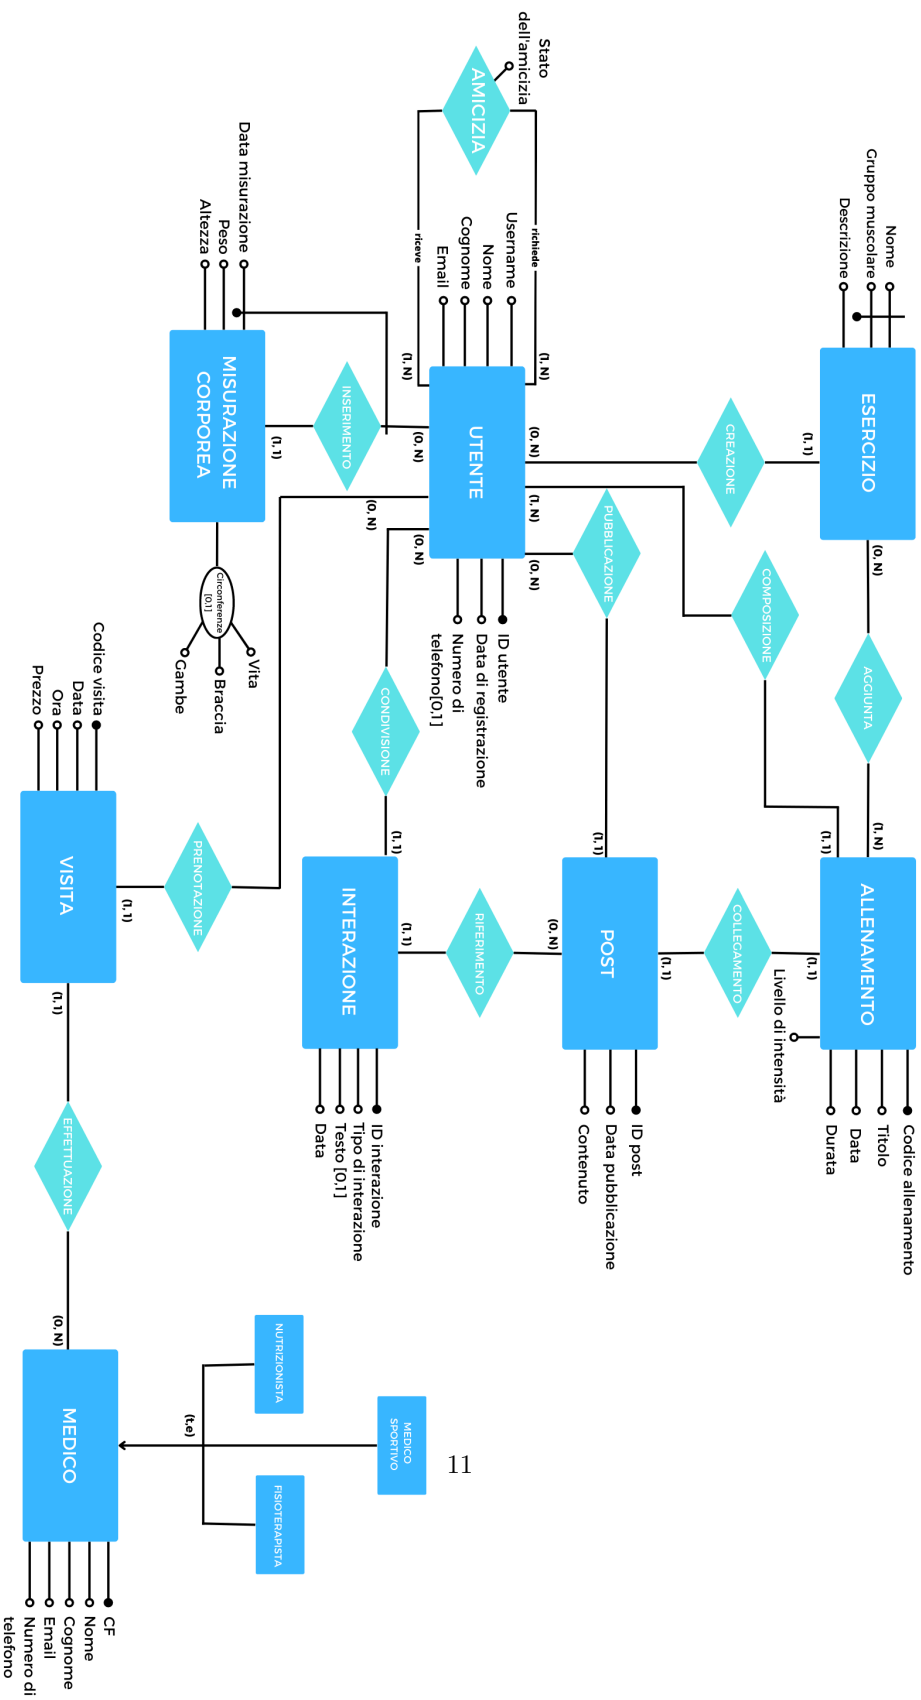 Nome
Gruppo muscolare
Descrizione
ESERCIZIO
(0, N)
AGGIUNTA
(1, N)
ALLENAMENTO
Codice allenamento
Titolo
Data
Durata
Livello di intensità
(1, 1)
(1, 1)
(1, 1)
CREAZIONE
COMPOSIZIONE
COLLEGAMENTO
(1, 1)
Stato
dell'amicizia
AMICIZIA
richiede
riceve
(1, N)
(1, N)
Username
Nome
Cognome
Email
UTENTE
(0, N)
(1, N)
(0, N)
PUBBLICAZIONE
(1, 1)
POST
ID post
Data pubblicazione
Contenuto
ID utente
Data di registrazione
Numero di
telefono[0,1]
(0, N)
RIFERIMENTO
(1, 1)
(0, N)
(0, N)
(0, N)
CONDIVISIONE
(1, 1)
INTERAZIONE
ID interazione
Tipo di interazione
Testo [0,1]
Data
INSERIMENTO
(1, 1)
Data misurazione
Peso
Altezza
MISURAZIONE
CORPOREA
Circonferenze
[0,1]
Vita
Braccia
Gambe
PRENOTAZIONE
(1, 1)
Codice visita
Data
Ora
Prezzo
VISITA
(1, 1)
EFFETTUAZIONE
(0, N)
MEDICO
CF
Nome
Cognome
Email
Numero di
telefono
(t,e)
NUTRIZIONISTA
MEDICO
SPORTIVO
FISIOTERAPISTA
11